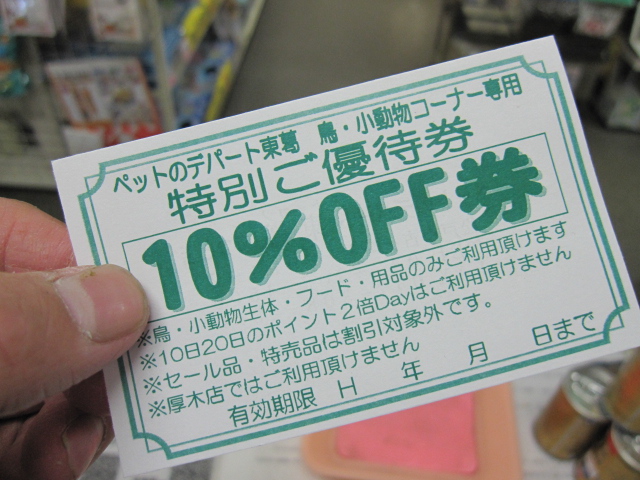 ペットのデパート東葛 鳥・小動物コーナー専用
特別ご優待券
10%OFF券
※鳥・小動物生体・フード・用品のみご利用頂けます
※10日20日のポイント2倍Dayはご利用頂けません
※セール品・特売品は割引対象外です。
※厚木店ではご利用頂けません
有効期限 H 年 月 日まで